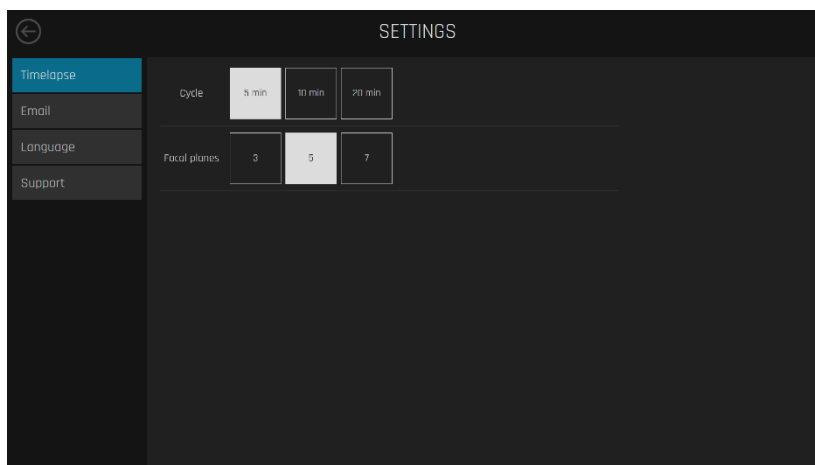 SETTINGS
Timelapse
Email
Language
Support
Cycle 5 min 10 min 20 min
Focal planes 3 5 7